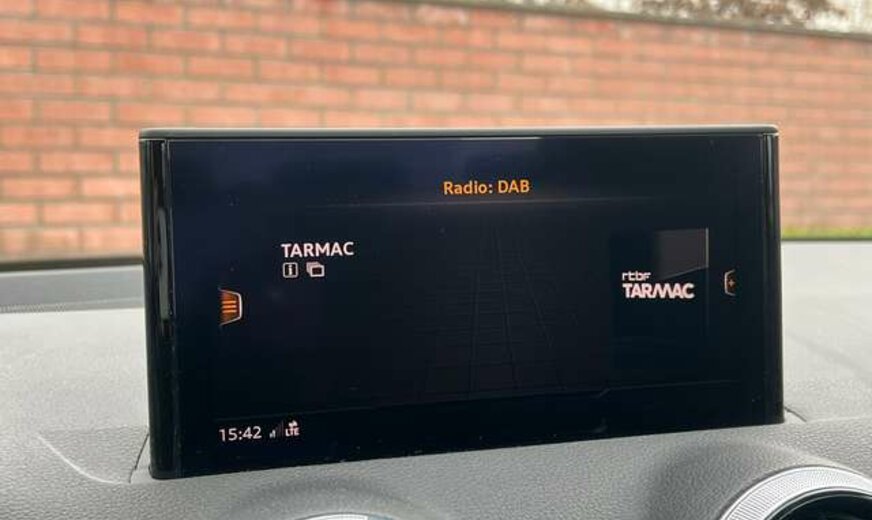 Radio: DAB
TARMAC
rtbf
TARMAC
15:42 LTE